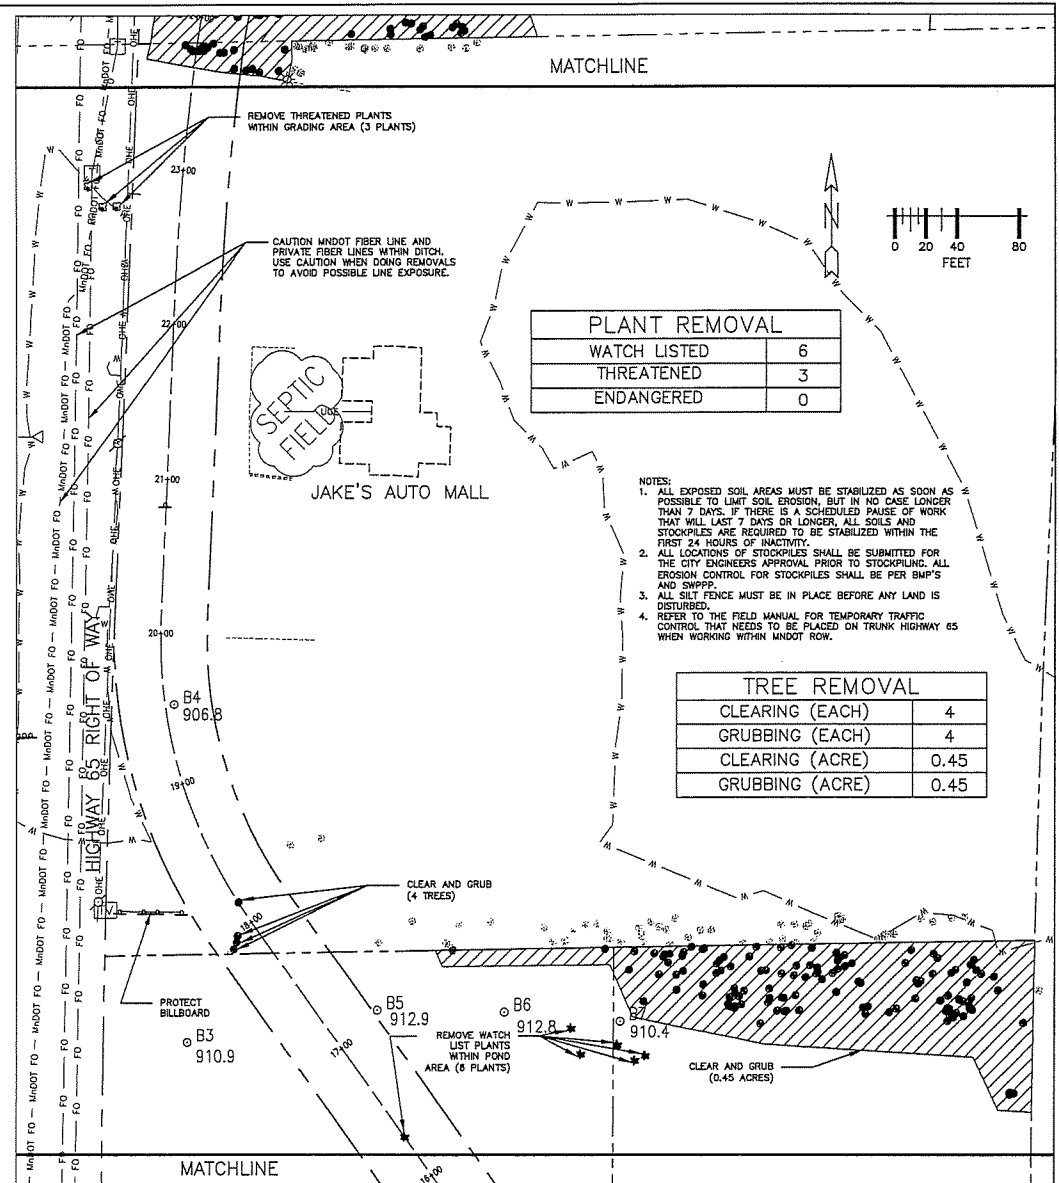 MATCHLINE
REMOVE THREATENED PLANTS
WITHIN GRADING AREA (3 PLANTS)
23+00
CAUTION MNDOT FIBER LINE AND
PRIVATE FIBER LINES WITHIN DITCH.
USE CAUTION WHEN DOING REMOVALS
TO AVOID POSSIBLE LINE EXPOSURE.
N
0 20 40 80
FEET
22+00
PLANT REMOVAL
WATCH LISTED 6
THREATENED 3
ENDANGERED 0
SEPTIC
FIELD
UGE
JAKE'S AUTO MALL
21+00
NOTES:
1. ALL EXPOSED SOIL AREAS MUST BE STABILIZED AS SOON AS
POSSIBLE TO LIMIT SOIL EROSION, BUT IN NO CASE LONGER
THAN 7 DAYS. IF THERE IS A SCHEDULED PAUSE OF WORK
THAT WILL LAST 7 DAYS OR LONGER, ALL SOILS AND
STOCKPILES ARE REQUIRED TO BE STABILIZED WITHIN THE
FIRST 24 HOURS OF INACTIVITY.
2. ALL LOCATIONS OF STOCKPILES SHALL BE SUBMITTED FOR
THE CITY ENGINEERS APPROVAL PRIOR TO STOCKPILING. ALL
EROSION CONTROL FOR STOCKPILES SHALL BE PER BMP'S
AND SWPPP.
3. ALL SILT FENCE MUST BE IN PLACE BEFORE ANY LAND IS
DISTURBED.
4. REFER TO THE FIELD MANUAL FOR TEMPORARY TRAFFIC
CONTROL THAT NEEDS TO BE PLACED ON TRUNK HIGHWAY 65
WHEN WORKING WITHIN MNDOT ROW.
20+00
HIGHWAY 65 RIGHT OF WAY
MnDOT FO
FO
OHE
W
B4
906.8
TREE REMOVAL
CLEARING (EACH) 4
GRUBBING (EACH) 4
CLEARING (ACRE) 0.45
GRUBBING (ACRE) 0.45
19+00
CLEAR AND GRUB
(4 TREES)
18+00
PROTECT
BILLBOARD
B3
910.9
17+00
B5
912.9
B6
912.8
B7
910.4
REMOVE WATCH
LIST PLANTS
WITHIN POND
AREA (6 PLANTS)
CLEAR AND GRUB
(0.45 ACRES)
MATCHLINE
16+00